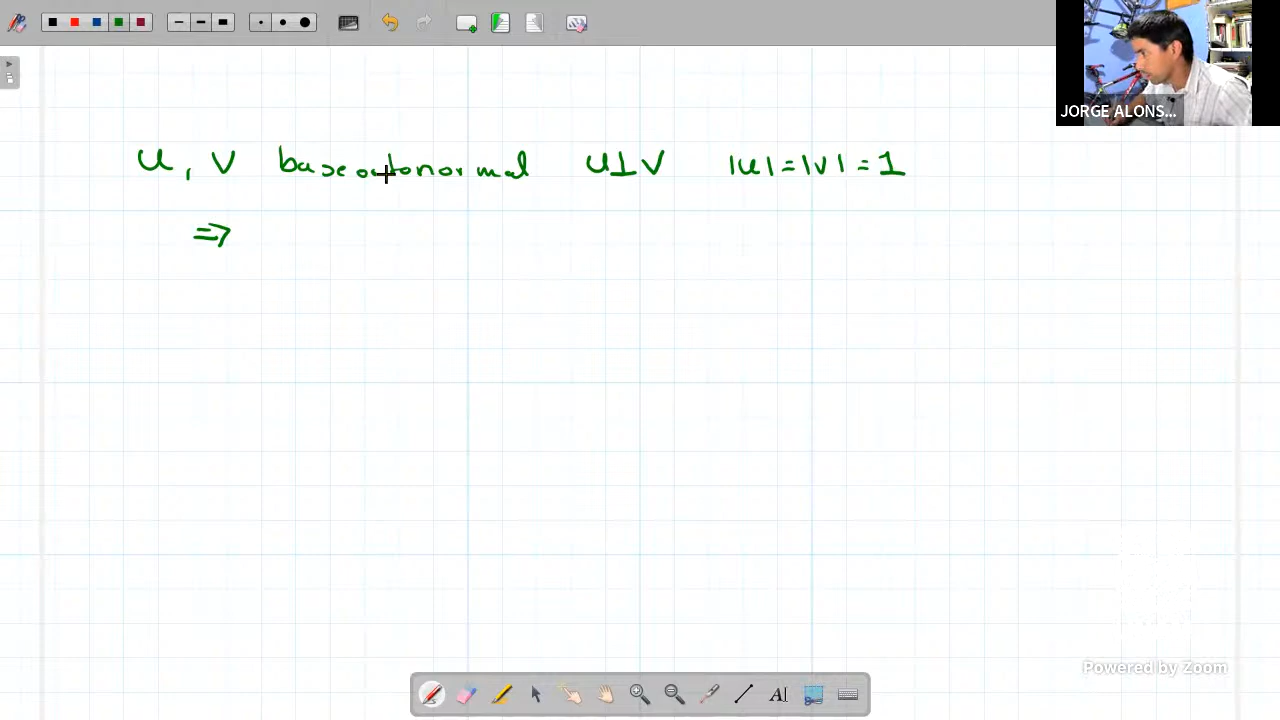 JORGE ALONS...
u, v base ortonormal u⊥v |u|=|v|=1
⇒
Powered by Zoom